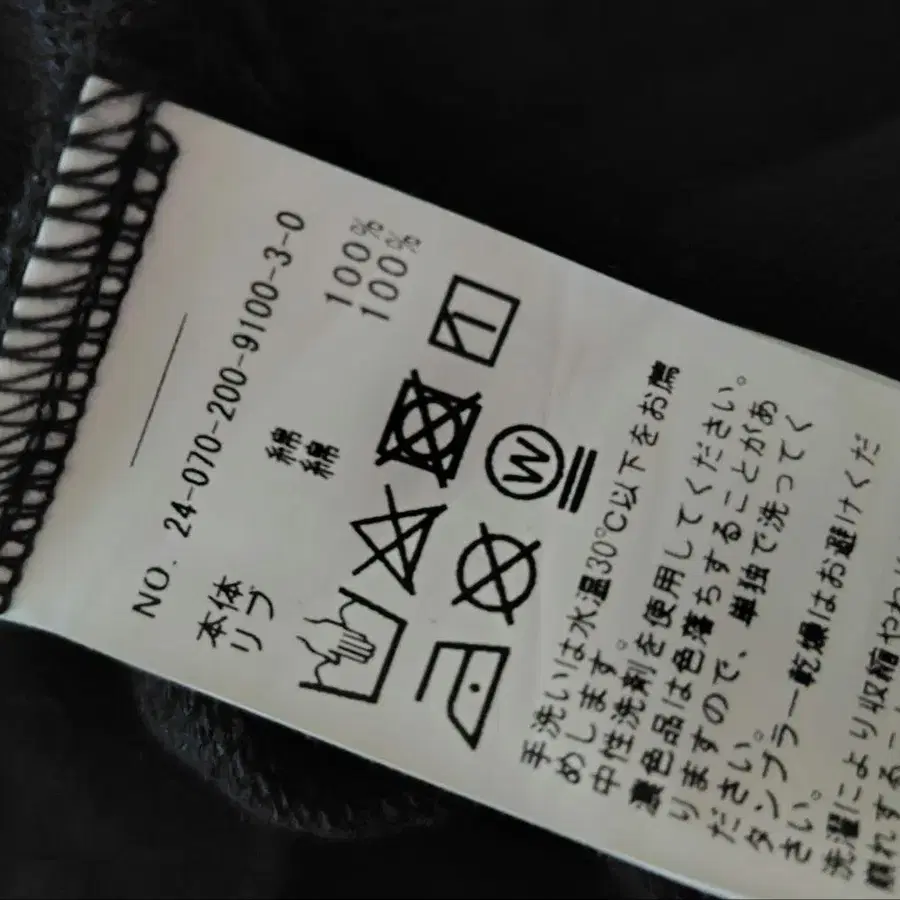 NO. 24-070-200-9100-3-0
本体 綿 100%
リブ 綿 100%
W
手洗いは水温30℃以下をお薦
めします。
中性洗剤を使用してください。
濃色品は色落ちすることがあ
りますので、単独で洗ってく
ださい。
タンブラー乾燥はお避けくだ
さい。
洗濯により収縮やわ
崩れする